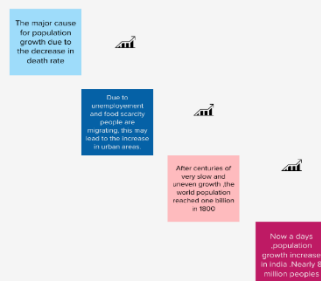 The major cause
for population
growth due to
the decrease in
death rate
Due to
unemployement
and food scarcity
people are
migrating, this may
lead to the increase
in urban areas.
After centuries of
very slow and
uneven growth ,the
world population
reached one billion
in 1800
Now a days
,population
growth increase
in India .Nearly 8
million peoples